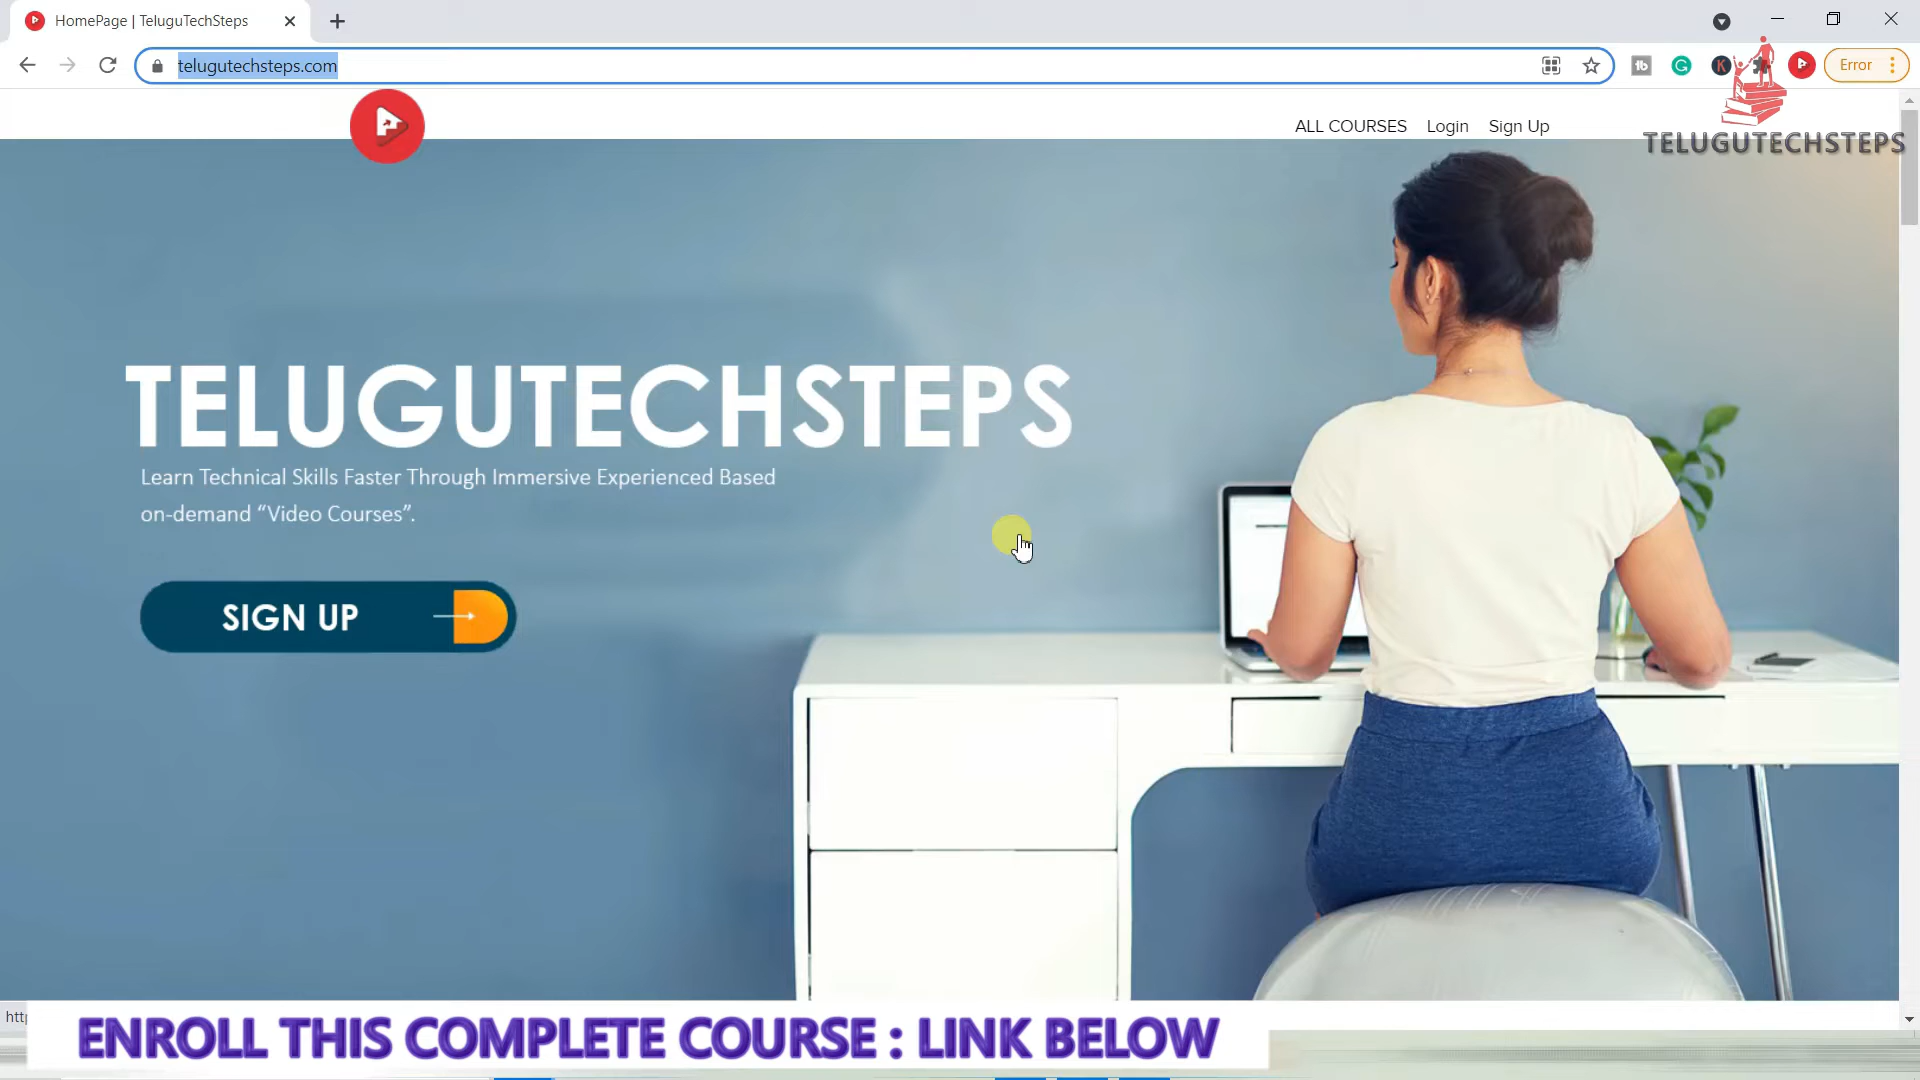 HomePage | TeluguTechSteps
telugutechsteps.com
Error
ALL COURSES Login Sign Up
TELUGUTECHSTEPS
TELUGUTECHSTEPS
Learn Technical Skills Faster Through Immersive Experienced Based
on-demand “Video Courses”.
SIGN UP
ENROLL THIS COMPLETE COURSE : LINK BELOW